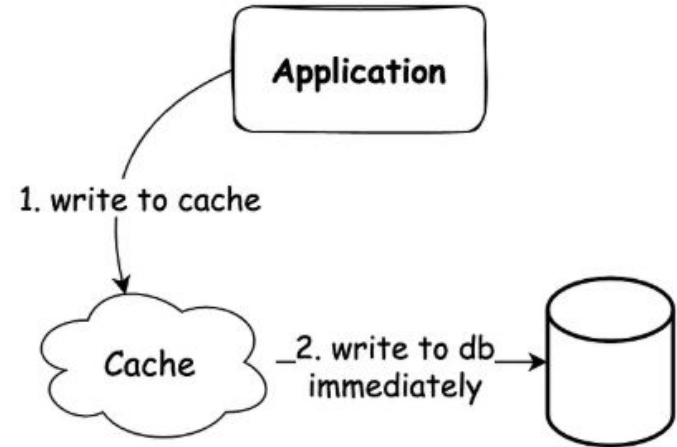 Application
1. write to cache
Cache
2. write to db
immediately